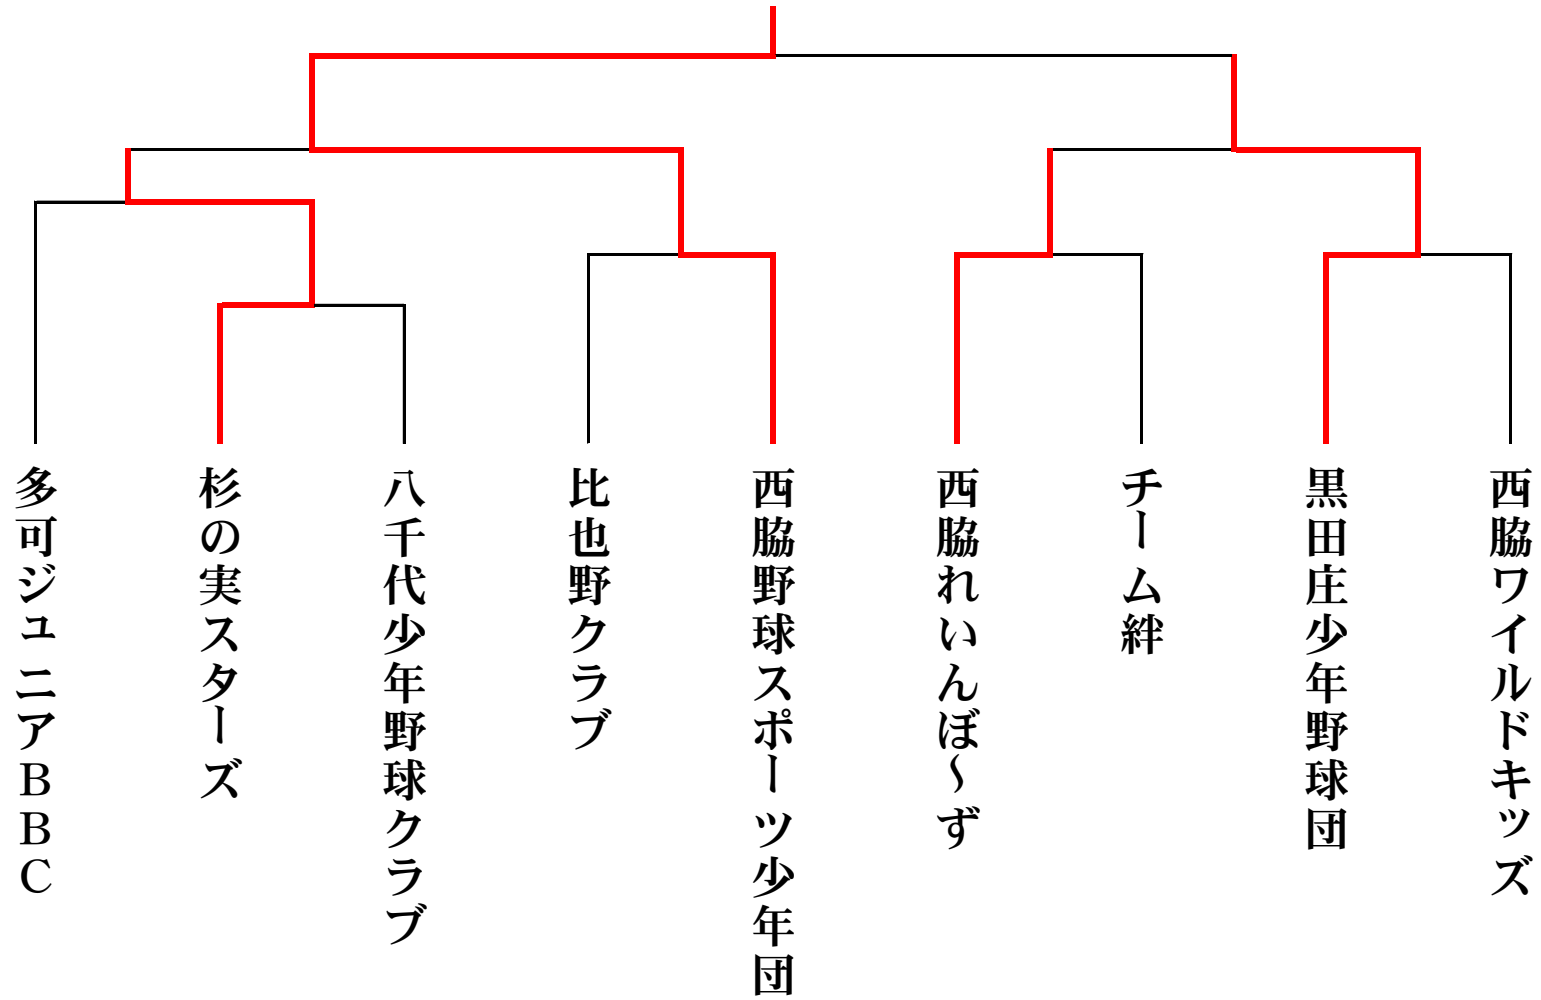 多可ジュニアＢＢＣ
杉の実スターズ
八千代少年野球クラブ
比也野クラブ
西脇野球スポーツ少年団
西脇れいんぼ～ず
チーム絆
黒田庄少年野球団
西脇ワイルドキッズ